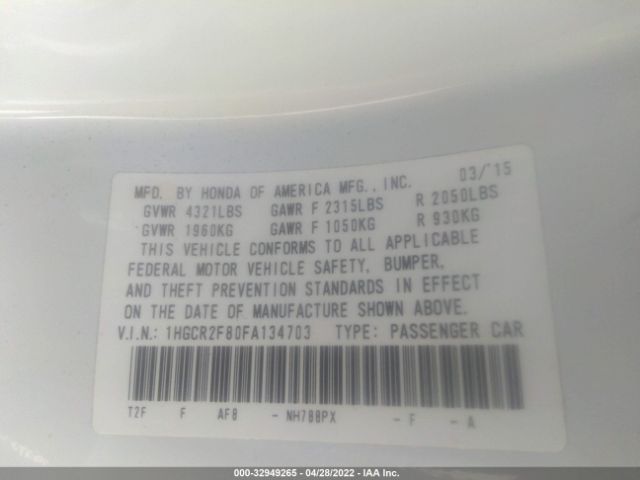 MFD. BY HONDA OF AMERICA MFG., INC. 03/'15
GVWR 4321LBS GAWR F 2315LBS R 2050LBS
GVWR 1960KG GAWR F 1050KG R 930KG
THIS VEHICLE CONFORMS TO ALL APPLICABLE
FEDERAL MOTOR VEHICLE SAFETY, BUMPER,
AND THEFT PREVENTION STANDARDS IN EFFECT
ON THE DATE OF MANUFACTURE SHOWN ABOVE.
V.I.N.: 1HGCR2F80FA134703 TYPE: PASSENGER CAR
T2F F AF8 - NH788PX - F - A
000-32949265 - 04/28/2022 - IAA Inc.